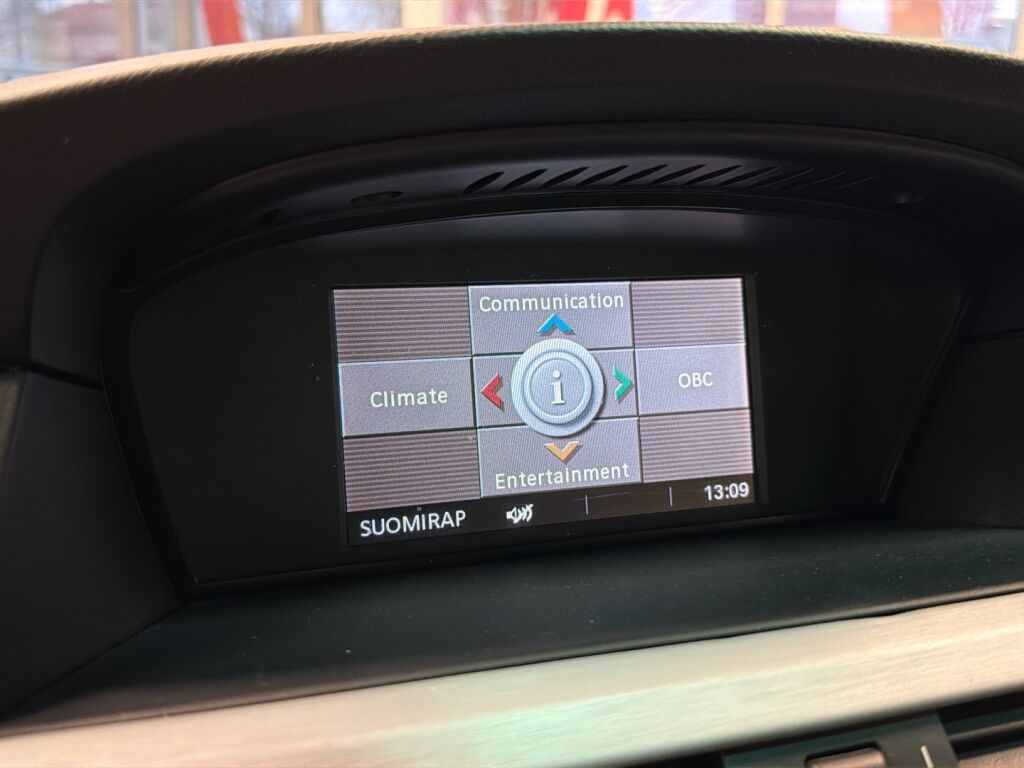 Communication
Climate
i
OBC
Entertainment
SUOMIRAP
13:09